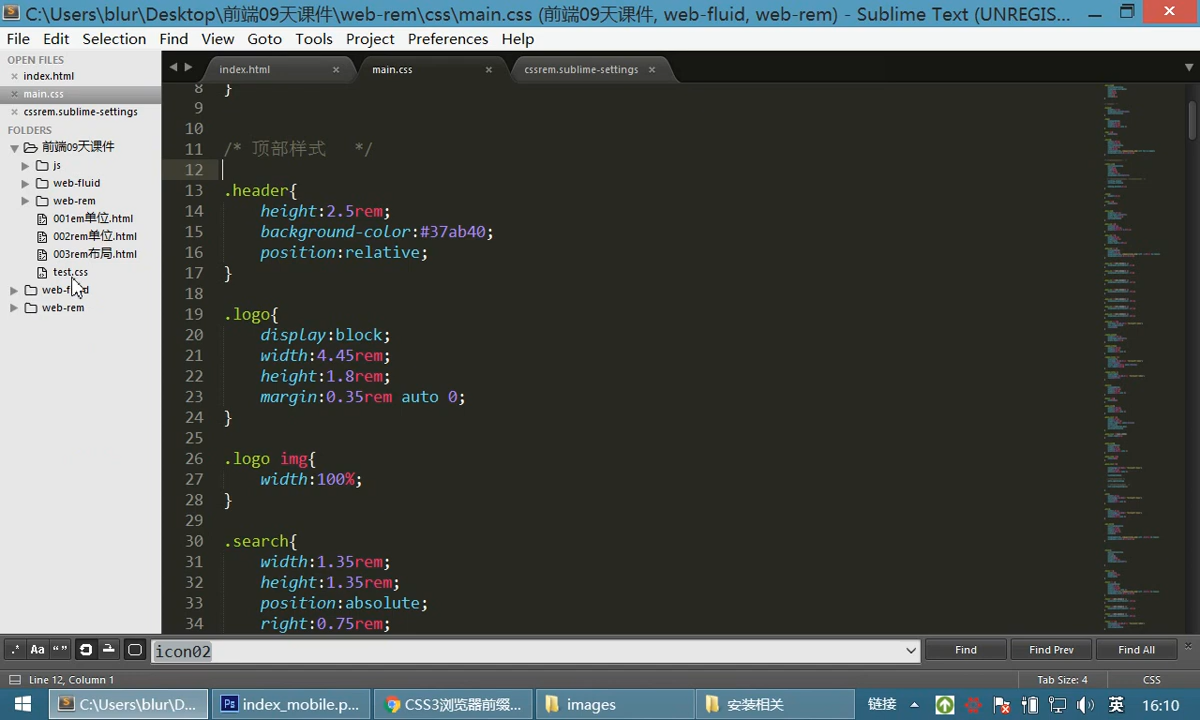 C:\Users\blur\Desktop\前端09天课件\web-rem\css\main.css (前端09天课件, web-fluid, web-rem) - Sublime Text (UNREGIS...
File Edit Selection Find View Goto Tools Project Preferences Help
OPEN FILES
index.html
main.css
cssrem.sublime-settings
FOLDERS
前端09天课件
js
web-fluid
web-rem
001em单位.html
002rem单位.html
003rem布局.html
test.css
web-fluid
web-rem
index.html
main.css
cssrem.sublime-settings
8 }
9
10
11 /* 顶部样式 */
12
13 .header{
14 height:2.5rem;
15 background-color:#37ab40;
16 position:relative;
17 }
18
19 .logo{
20 display:block;
21 width:4.45rem;
22 height:1.8rem;
23 margin:0.35rem auto 0;
24 }
25
26 .logo img{
27 width:100%;
28 }
29
30 .search{
31 width:1.35rem;
32 height:1.35rem;
33 position:absolute;
34 right:0.75rem;
.* Aa “”
icon02
Find Find Prev Find All
Line 12, Column 1 Tab Size: 4 CSS
C:\Users\blur\D... index_mobile.p... CSS3浏览器前缀... images 安装相关 链接 英 16:10